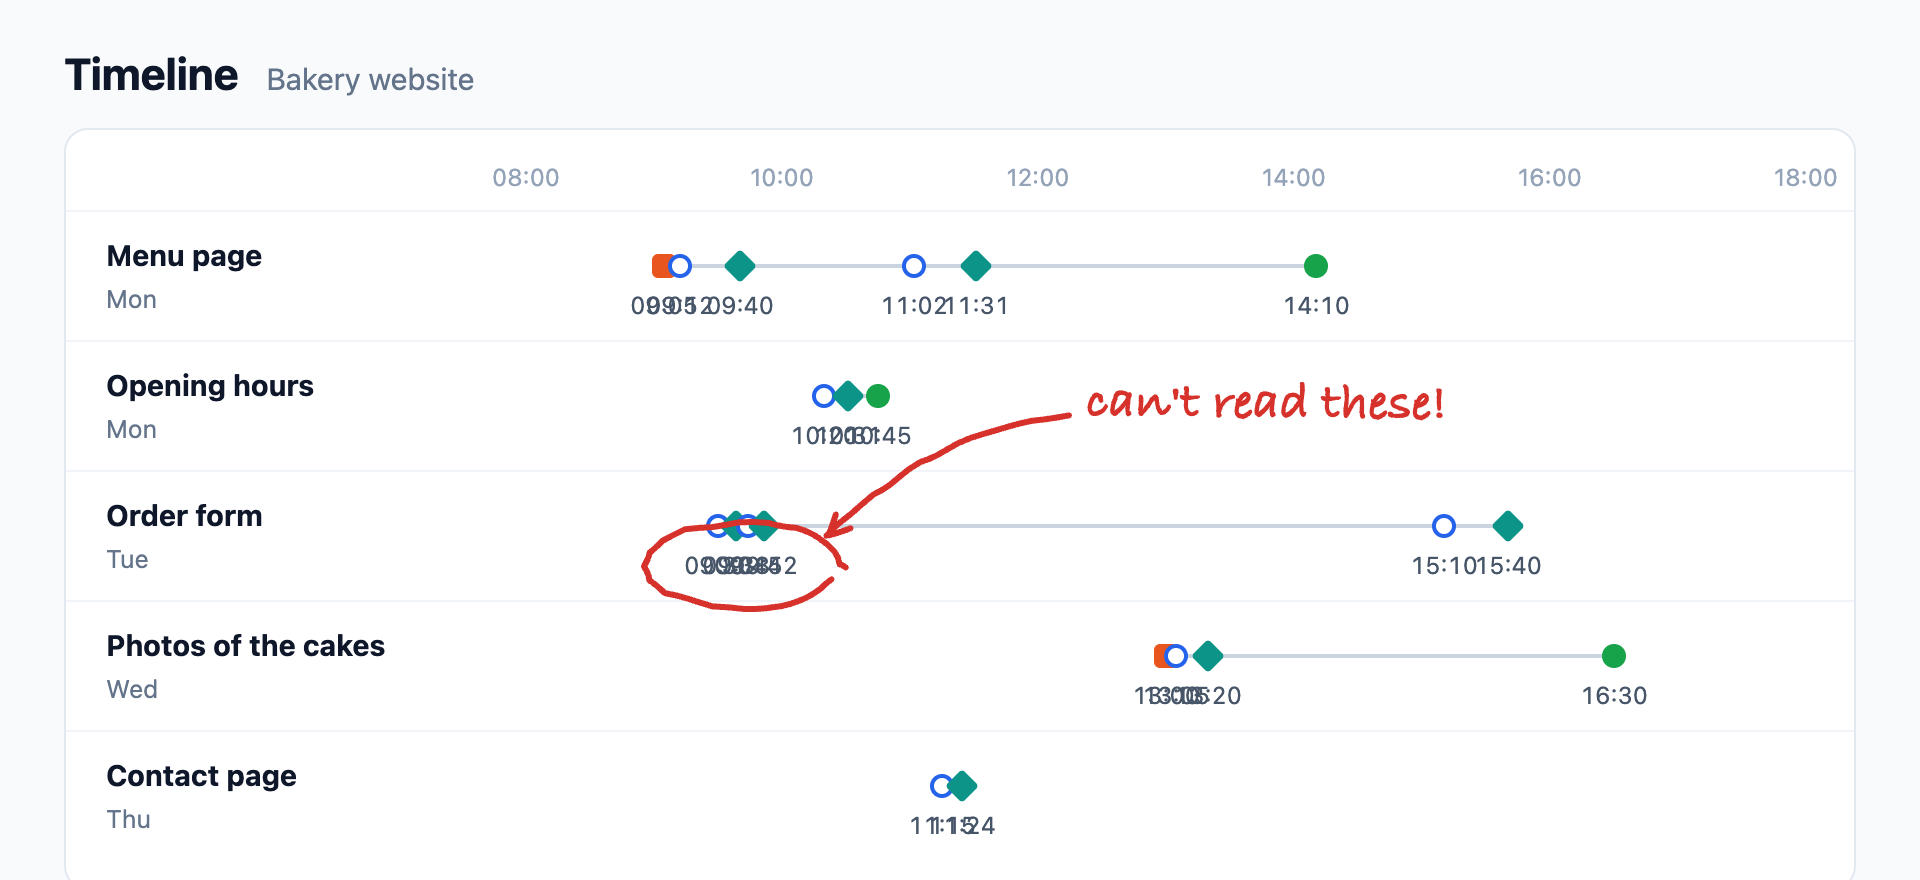 Timeline Bakery website
08:00 10:00 12:00 14:00 16:00 18:00
Menu page
Mon
09:40 11:02 11:31 14:10
Opening hours
Mon
can't read these!
Order form
Tue
15:10 15:40
Photos of the cakes
Wed
16:30
Contact page
Thu